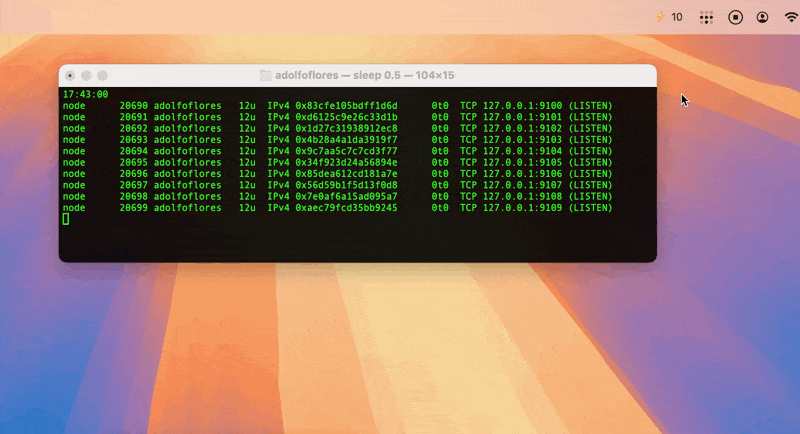 10
adolfoflores — sleep 0.5 — 104×15
17:43:00
node 20690 adolfoflores 12u IPv4 0x83cfe105bdff1d6d 0t0 TCP 127.0.0.1:9100 (LISTEN)
node 20691 adolfoflores 12u IPv4 0xd6125c9e26c33d1b 0t0 TCP 127.0.0.1:9101 (LISTEN)
node 20692 adolfoflores 12u IPv4 0x1d27c31938912ec8 0t0 TCP 127.0.0.1:9102 (LISTEN)
node 20693 adolfoflores 12u IPv4 0x4b28a4a1da3919f7 0t0 TCP 127.0.0.1:9103 (LISTEN)
node 20694 adolfoflores 12u IPv4 0x9c7aa5c7c7cd3f77 0t0 TCP 127.0.0.1:9104 (LISTEN)
node 20695 adolfoflores 12u IPv4 0x34f923d24a56894e 0t0 TCP 127.0.0.1:9105 (LISTEN)
node 20696 adolfoflores 12u IPv4 0x85dea612cd181a7e 0t0 TCP 127.0.0.1:9106 (LISTEN)
node 20697 adolfoflores 12u IPv4 0x56d59b1f5d13f0d8 0t0 TCP 127.0.0.1:9107 (LISTEN)
node 20698 adolfoflores 12u IPv4 0x7e0af6a15ad095a7 0t0 TCP 127.0.0.1:9108 (LISTEN)
node 20699 adolfoflores 12u IPv4 0xaec79fcd35bb9245 0t0 TCP 127.0.0.1:9109 (LISTEN)